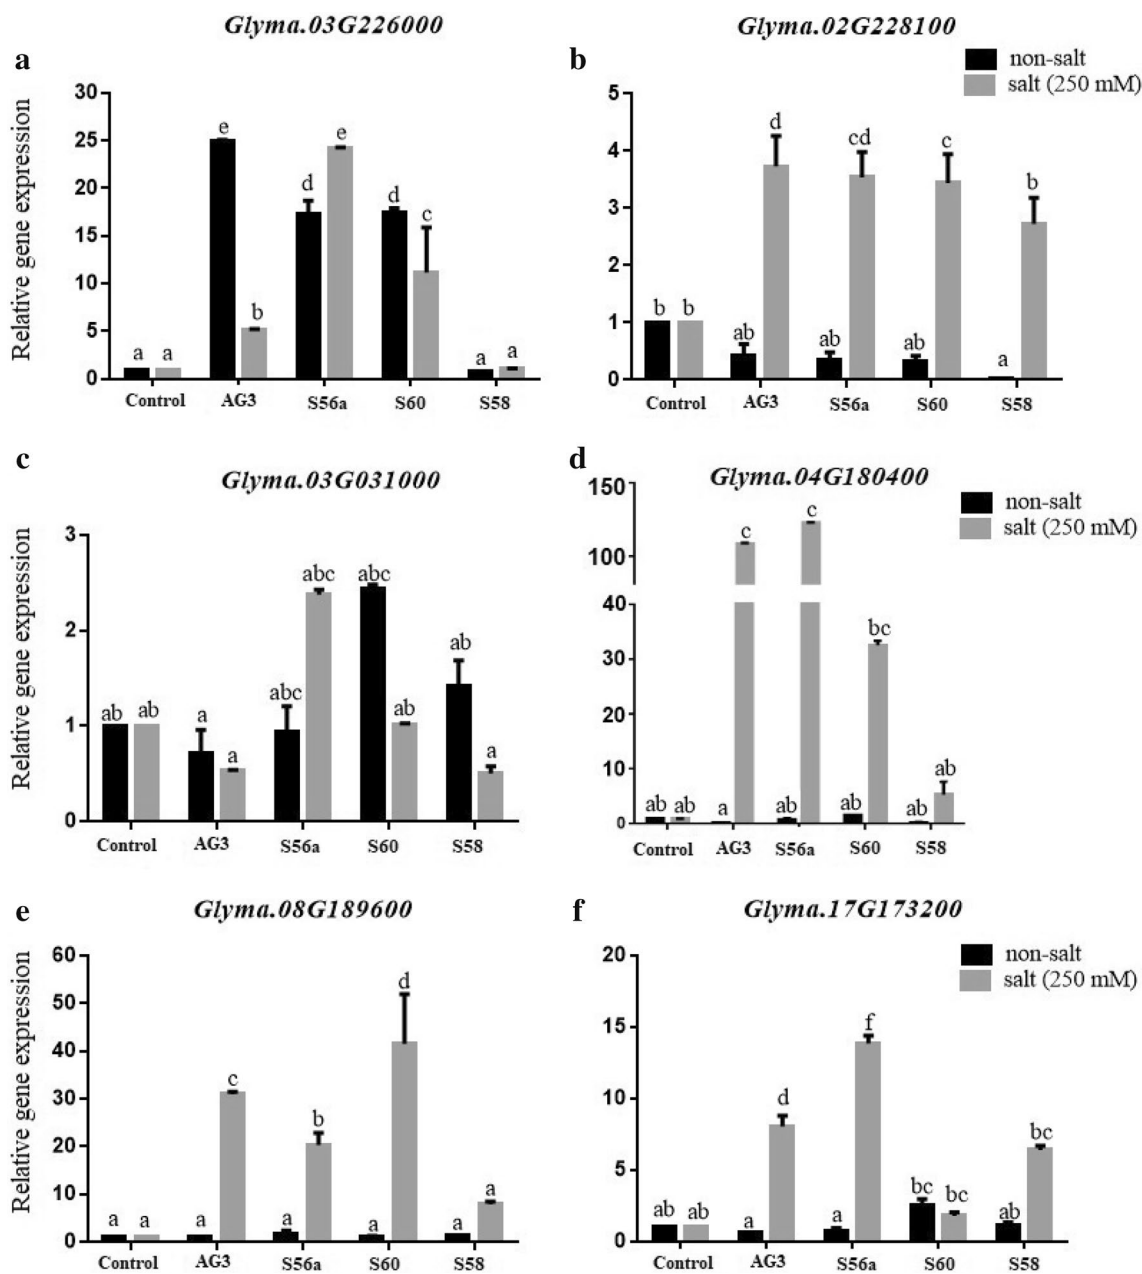 Glyma.03G226000
a
Relative gene expression
30
25
20
15
10
5
0
a a e b d e d c a a
Control AG3 S56a S60 S58
Glyma.02G228100
b
non-salt
salt (250 mM)
5
4
3
2
1
0
b b ab d ab cd ab c a b
Control AG3 S56a S60 S58
Glyma.03G031000
c
Relative gene expression
3
2
1
0
ab ab a a abc abc abc ab ab a
Control AG3 S56a S60 S58
Glyma.04G180400
d
non-salt
salt (250 mM)
150
100
40
30
20
10
0
ab ab a c ab c ab bc ab ab
Control AG3 S56a S60 S58
Glyma.08G189600
e
Relative gene expression
60
50
40
30
20
10
0
a a a c a b a d a a
Control AG3 S56a S60 S58
Glyma.17G173200
f
non-salt
salt (250 mM)
20
15
10
5
0
ab ab a d a f bc bc ab bc
Control AG3 S56a S60 S58